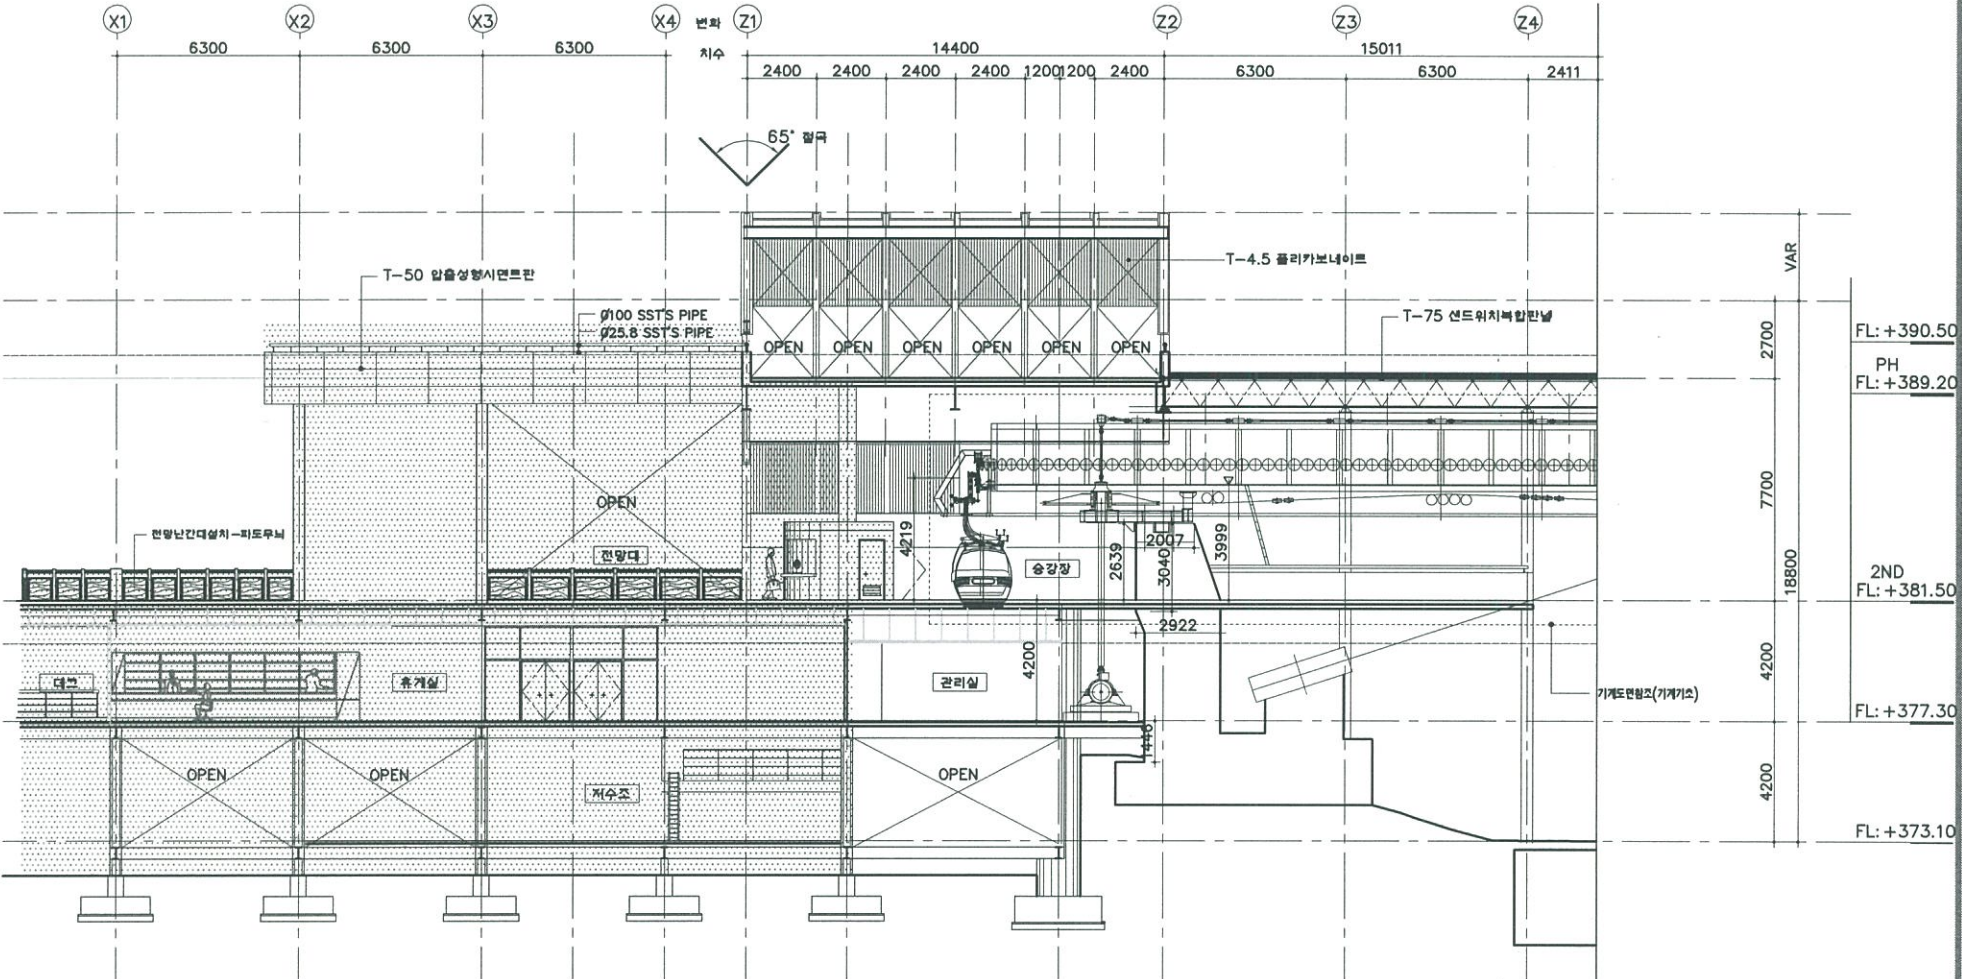 X1 X2 X3 X4 변화 Z1 Z2 Z3 Z4
6300 6300 6300 치수 14400 15011
2400 2400 2400 2400 1200 1200 2400 6300 6300 2411
65° 절곡
T-50 압출성형시멘트판
T-4.5 폴리카보네이트
VAR
Ø100 SST'S PIPE
Ø25.8 SST'S PIPE
T-75 샌드위치복합판넬
2700
FL: +390.50
OPEN OPEN OPEN OPEN OPEN OPEN
PH
FL: +389.20
OPEN
7700
전망난간대설치-파도무늬
전망대
4219
승강장
2639
2007
3040
3999
18800
2ND
FL: +381.50
2922
데크
휴게실
관리실
4200
4200
기계도면참조(기계기초)
FL: +377.30
1446
OPEN OPEN OPEN
저수조
4200
FL: +373.10